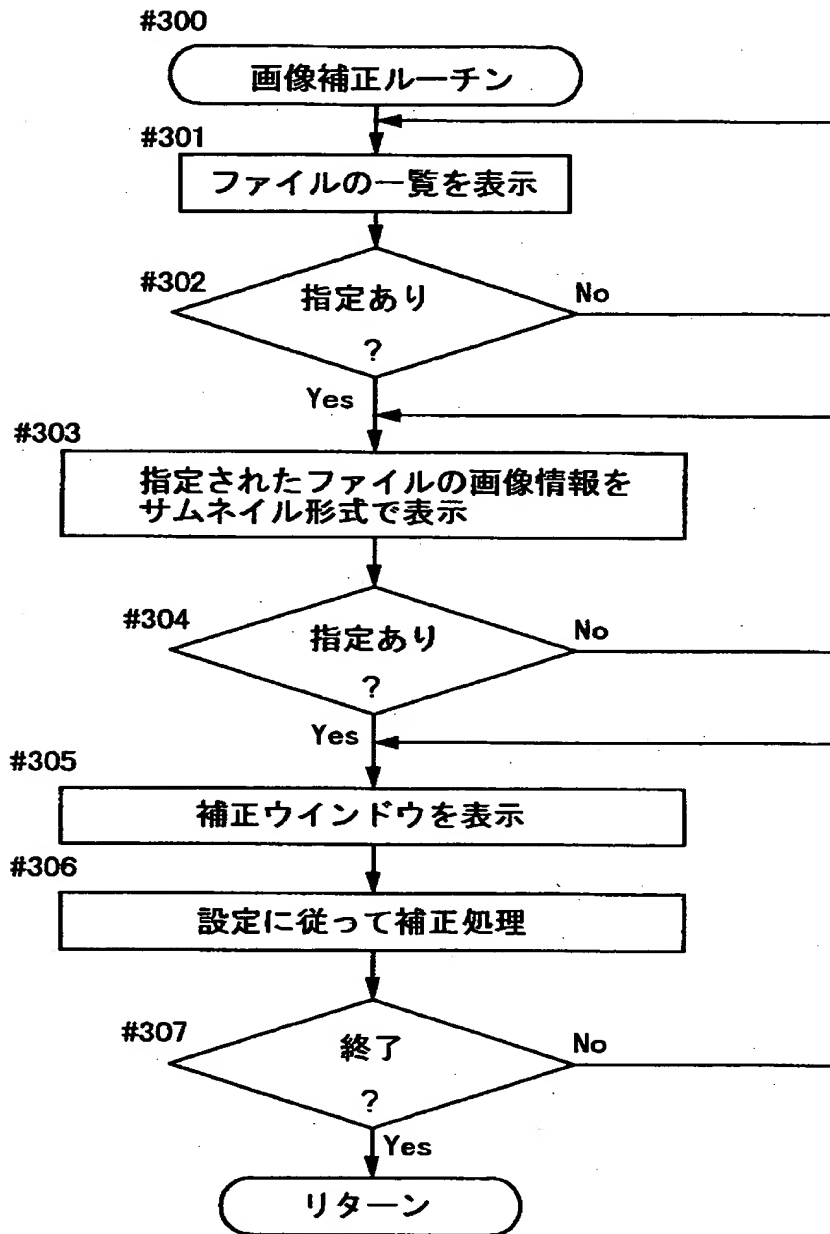 #300
画像補正ルーチン
#301
ファイルの一覧を表示
#302
指定あり
?
No
Yes
#303
指定されたファイルの画像情報を
サムネイル形式で表示
#304
指定あり
?
No
Yes
#305
補正ウインドウを表示
#306
設定に従って補正処理
#307
終了
?
No
Yes
リターン